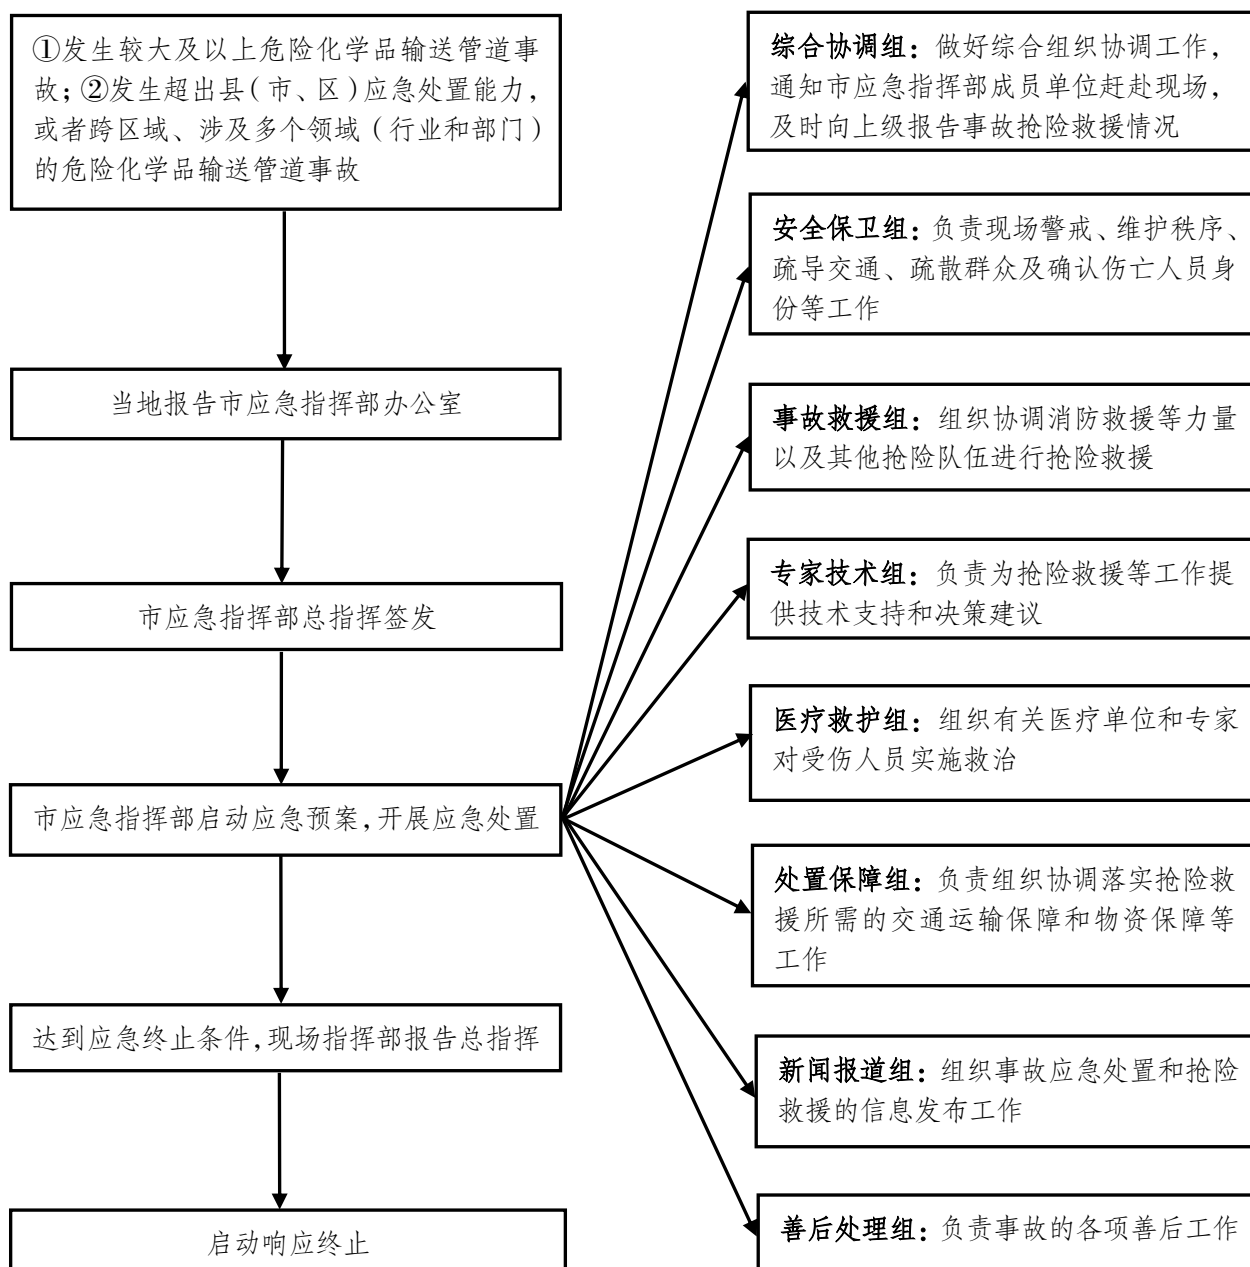 ①发生较大及以上危险化学品输送管道事
故；②发生超出县（市、区）应急处置能力，
或者跨区域、涉及多个领域（行业和部门）
的危险化学品输送管道事故
当地报告市应急指挥部办公室
市应急指挥部总指挥签发
市应急指挥部启动应急预案，开展应急处置
达到应急终止条件，现场指挥部报告总指挥
启动响应终止
综合协调组：做好综合组织协调工作，
通知市应急指挥部成员单位赶赴现场，
及时向上级报告事故抢险救援情况
安全保卫组：负责现场警戒、维护秩序、
疏导交通、疏散群众及确认伤亡人员身
份等工作
事故救援组：组织协调消防救援等力量
以及其他抢险队伍进行抢险救援
专家技术组：负责为抢险救援等工作提
供技术支持和决策建议
医疗救护组：组织有关医疗单位和专家
对受伤人员实施救治
处置保障组：负责组织协调落实抢险救
援所需的交通运输保障和物资保障等
工作
新闻报道组：组织事故应急处置和抢险
救援的信息发布工作
善后处理组：负责事故的各项善后工作